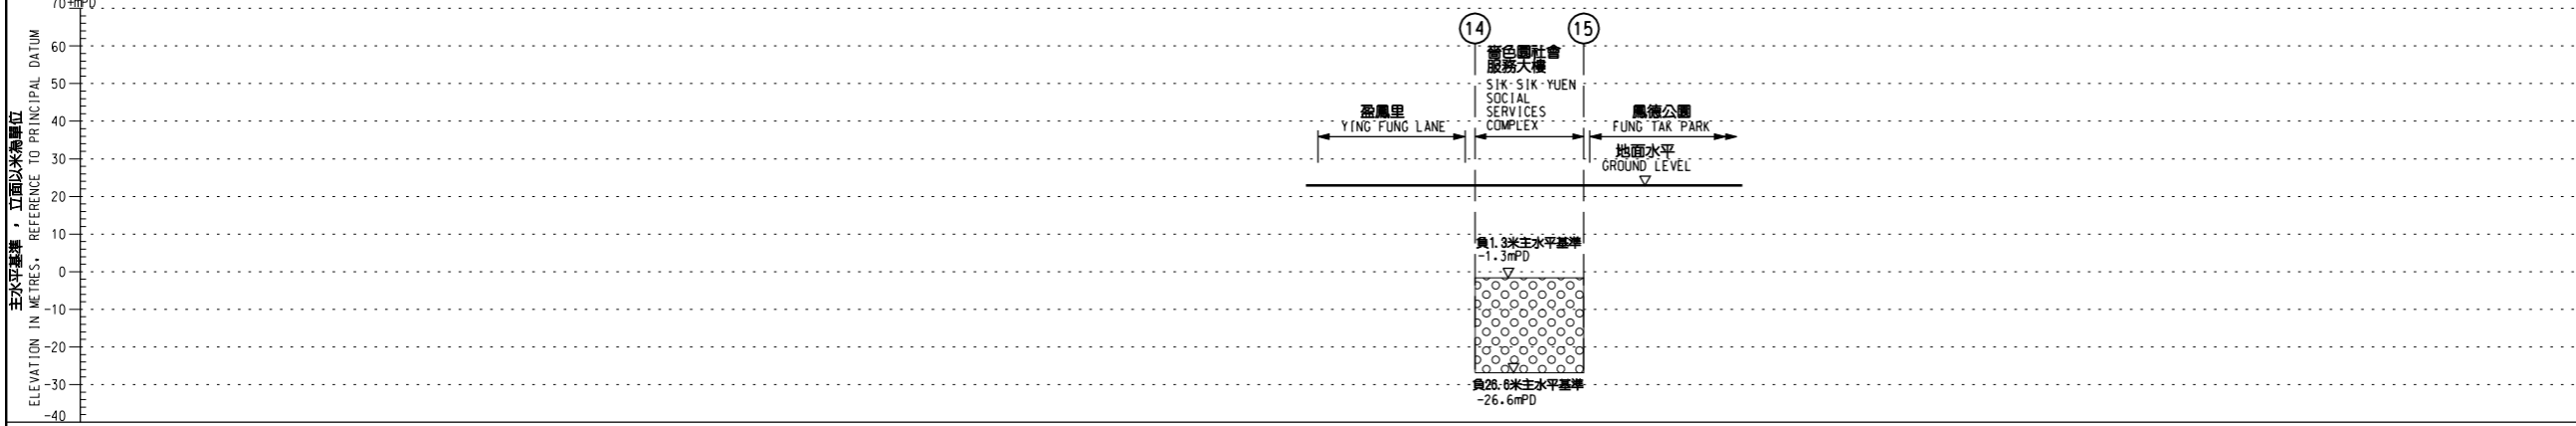 70+mPD
60
50
40
30
20
10
0
-10
-20
-30
-40
主水平基準，立面以米為單位
ELEVATION IN METRES, REFERENCE TO PRINCIPAL DATUM
14
15
嗇色園社會
服務大樓
SIK SIK YUEN
SOCIAL
SERVICES
COMPLEX
盈鳳里
YING FUNG LANE
鳳德公園
FUNG TAK PARK
地面水平
GROUND LEVEL
負1.3米主水平基準
-1.3mPD
負26.6米主水平基準
-26.6mPD